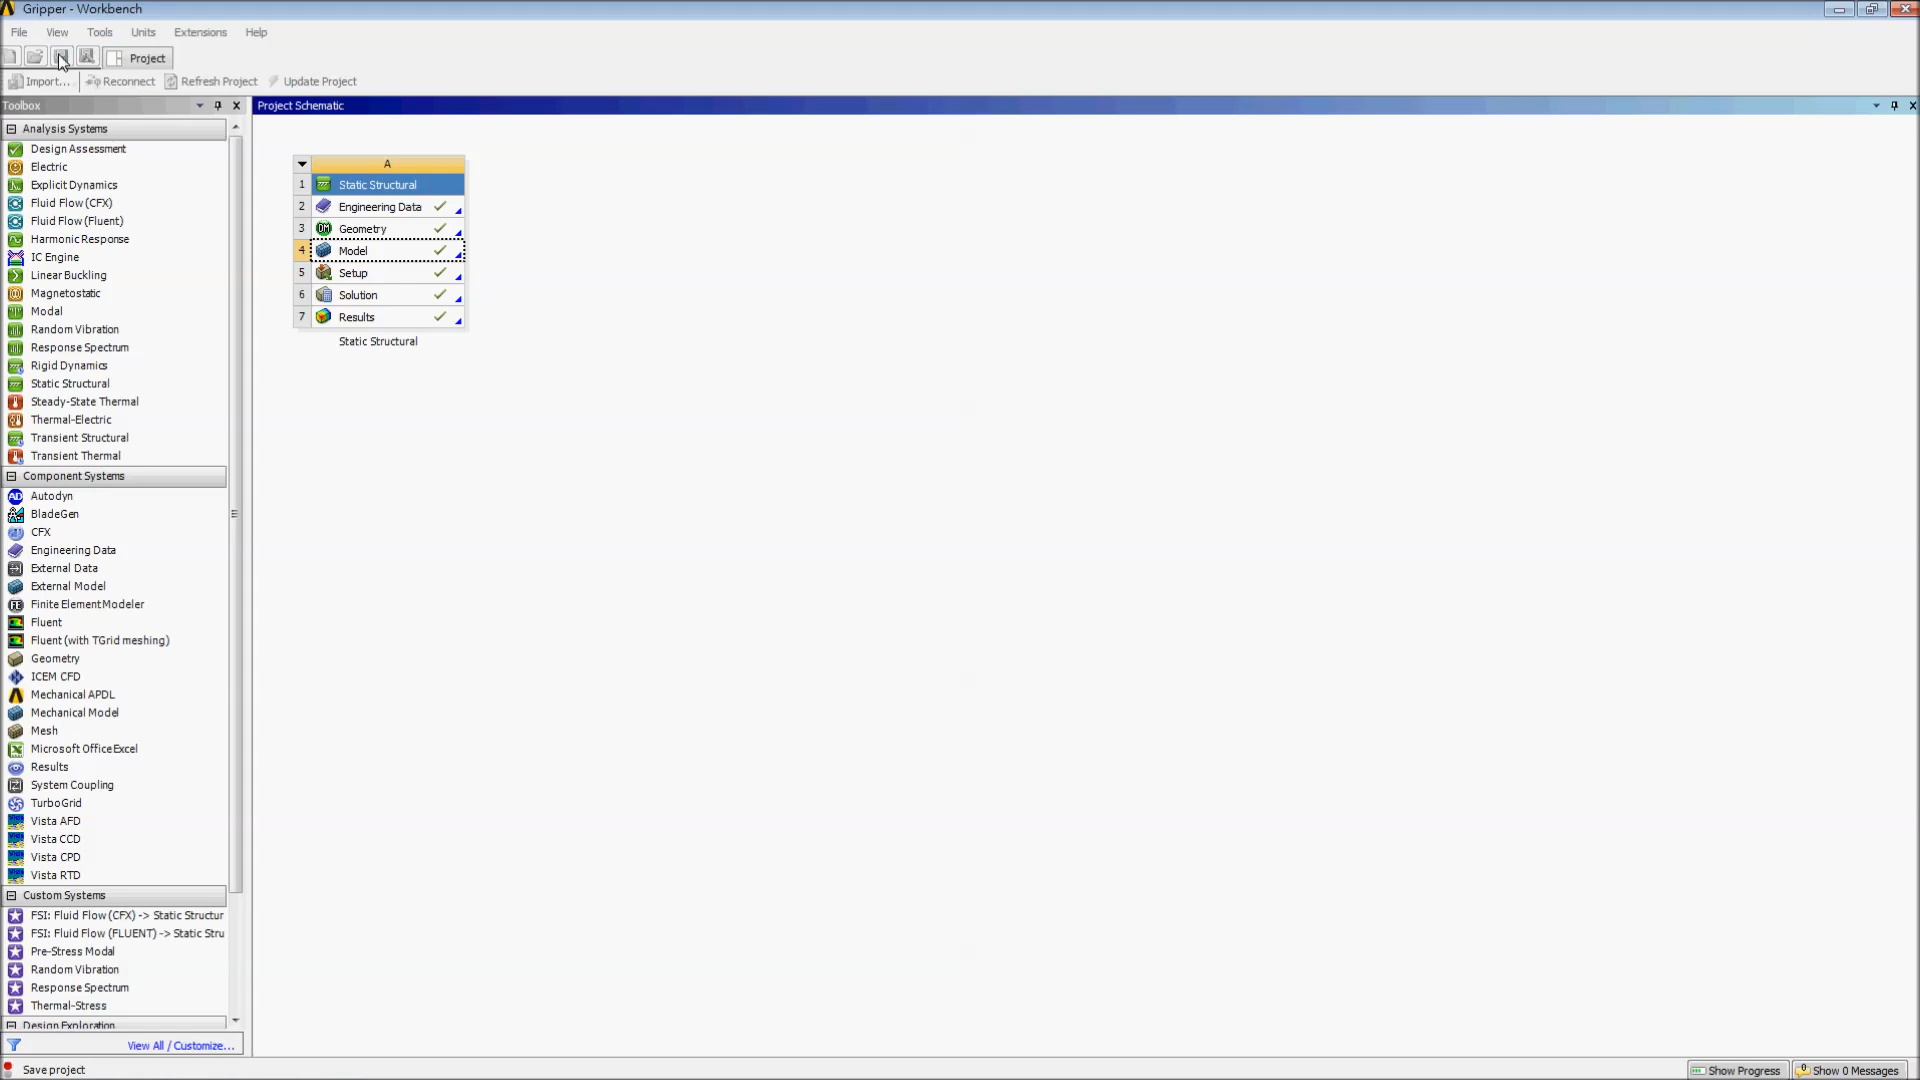 Gripper - Workbench
File View Tools Units Extensions Help
Project
Import... Reconnect Refresh Project Update Project
Toolbox
Project Schematic
Analysis Systems
Design Assessment
Electric
Explicit Dynamics
Fluid Flow (CFX)
Fluid Flow (Fluent)
Harmonic Response
IC Engine
Linear Buckling
Magnetostatic
Modal
Random Vibration
Response Spectrum
Rigid Dynamics
Static Structural
Steady-State Thermal
Thermal-Electric
Transient Structural
Transient Thermal
Component Systems
Autodyn
BladeGen
CFX
Engineering Data
External Data
External Model
Finite Element Modeler
Fluent
Fluent (with TGrid meshing)
Geometry
ICEM CFD
Mechanical APDL
Mechanical Model
Mesh
Microsoft Office Excel
Results
System Coupling
TurboGrid
Vista AFD
Vista CCD
Vista CPD
Vista RTD
Custom Systems
FSI: Fluid Flow (CFX) -> Static Structur
FSI: Fluid Flow (FLUENT) -> Static Stru
Pre-Stress Modal
Random Vibration
Response Spectrum
Thermal-Stress
Design Exploration
View All / Customize...
A
1 Static Structural
2 Engineering Data
3 Geometry
4 Model
5 Setup
6 Solution
7 Results
Static Structural
Save project
Show Progress
Show 0 Messages